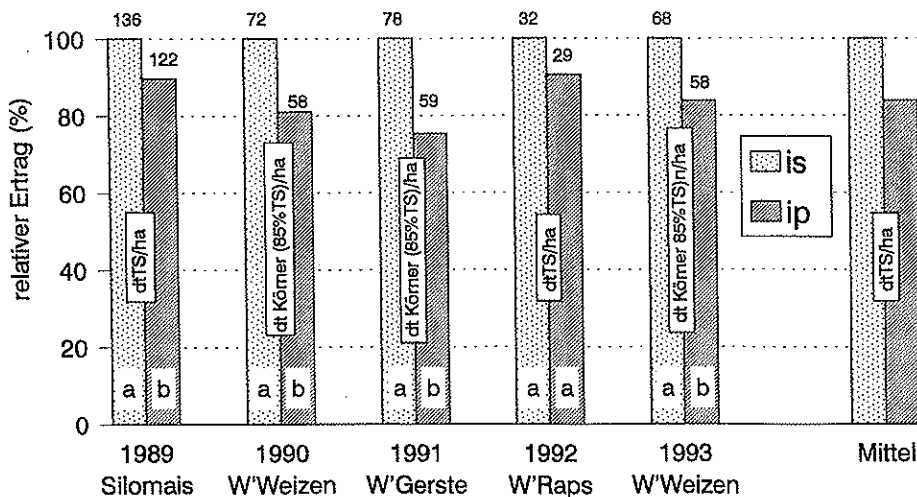 136 72 78 32 68
100
122 58 59 29 58
80
60
40
20
0
relativer Ertrag (%)
dtTS/ha
dt Körner (85%TS)/ha
dt Körner (85%TS)/ha
dtTS/ha
dt Körner 85%TS)n/ha
dtTS/ha
is
ip
a b a b a b a a a b
1989 1990 1991 1992 1993 Mittel
Silomais W'Weizen W'Gerste W'Raps W'Weizen